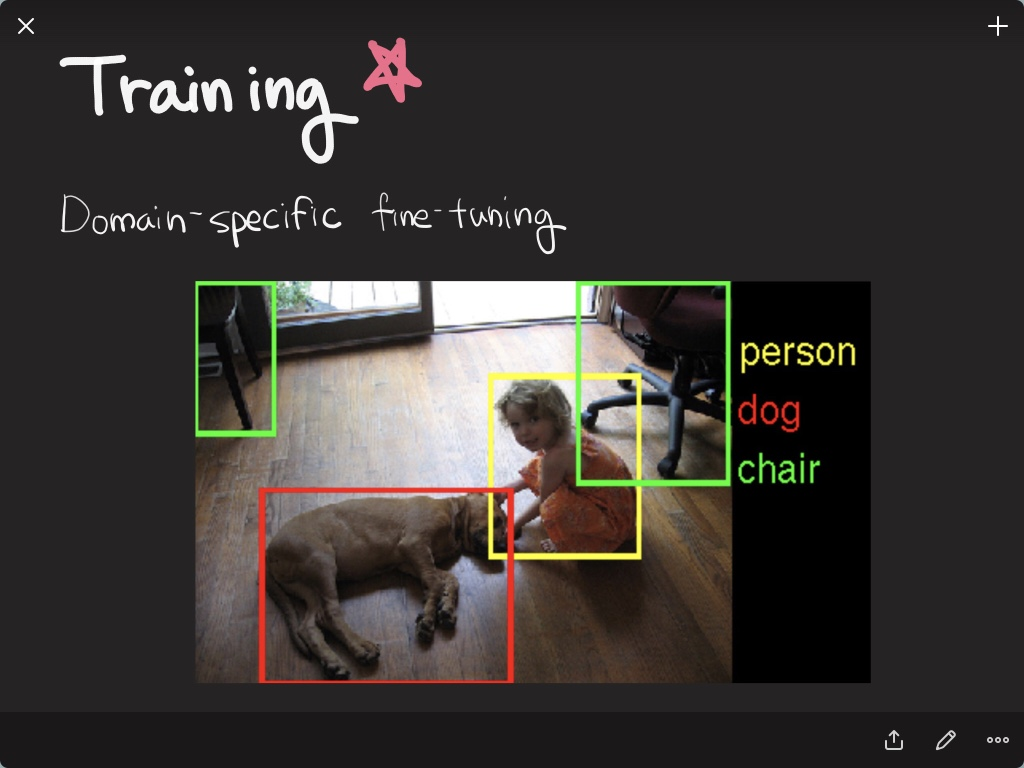 Training
Domain-specific fine-tuning
person
dog
chair